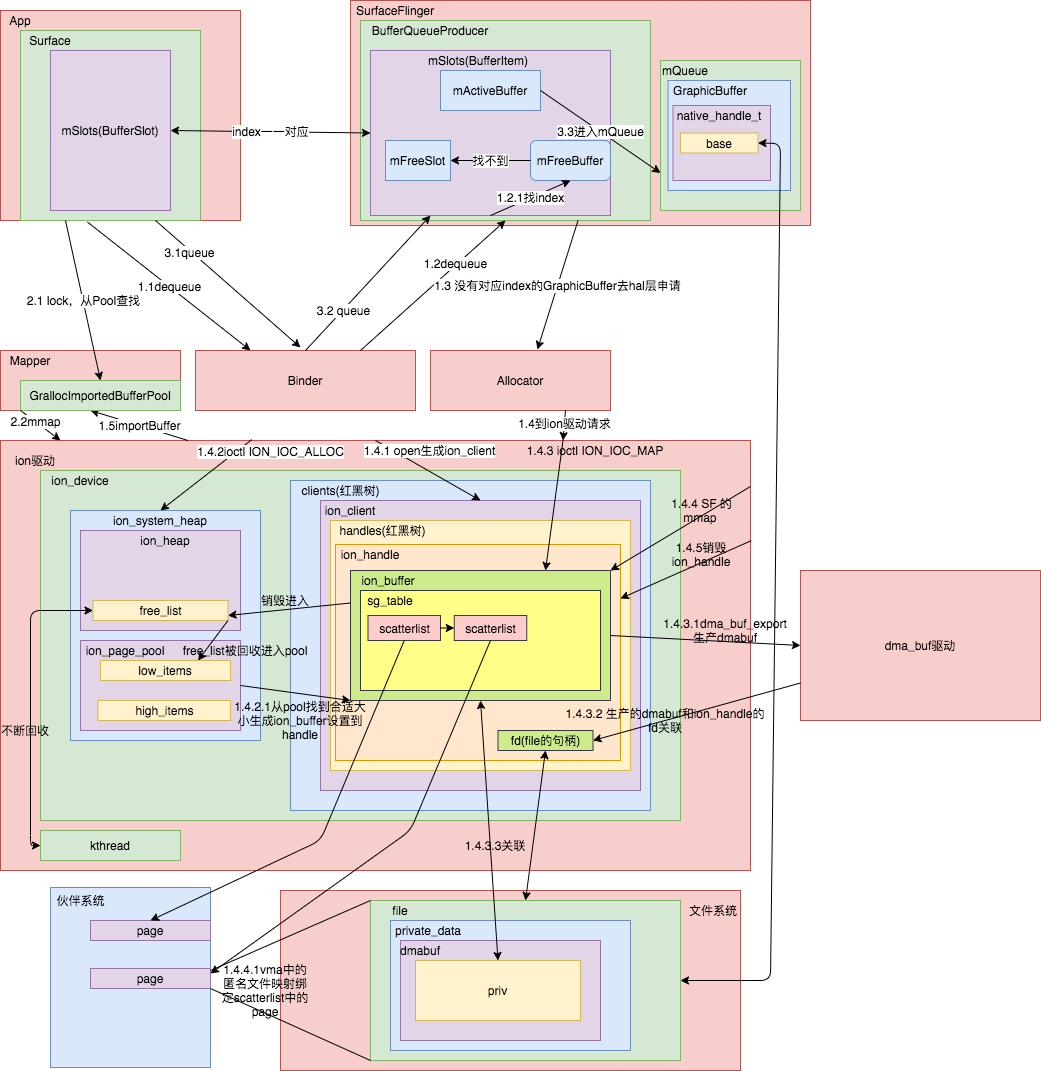 App
Surface
mSlots(BufferSlot)
index一一对应
SurfaceFlinger
BufferQueueProducer
mSlots(BufferItem)
mActiveBuffer
mFreeSlot
找不到
mFreeBuffer
1.2.1找index
3.3进入mQueue
mQueue
GraphicBuffer
native_handle_t
base
3.1queue
1.1dequeue
2.1 lock，从Pool查找
3.2 queue
1.2dequeue
1.3 没有对应index的GraphicBuffer去hal层申请
Mapper
GrallocImportedBufferPool
Binder
Allocator
2.2mmap
1.5importBuffer
1.4到ion驱动请求
1.4.2ioctl ION_IOC_ALLOC
1.4.1 open生成ion_client
1.4.3 ioctl ION_IOC_MAP
ion驱动
ion_device
ion_system_heap
ion_heap
free_list
ion_page_pool
free_list被回收进入pool
low_items
high_items
clients(红黑树)
ion_client
handles(红黑树)
ion_handle
ion_buffer
sg_table
scatterlist
scatterlist
销毁进入
1.4.4 SF 的
mmap
1.4.5销毁
ion_handle
1.4.3.1dma_buf_export
生产dmabuf
dma_buf驱动
1.4.2.1从pool找到合适大
小生成ion_buffer设置到
handle
1.4.3.2 生产的dmabuf和ion_handle的
fd关联
fd(file的句柄)
不断回收
kthread
1.4.3.3关联
伙伴系统
page
page
1.4.4.1vma中的
匿名文件映射绑
定scatterlist中的
page
文件系统
file
private_data
dmabuf
priv